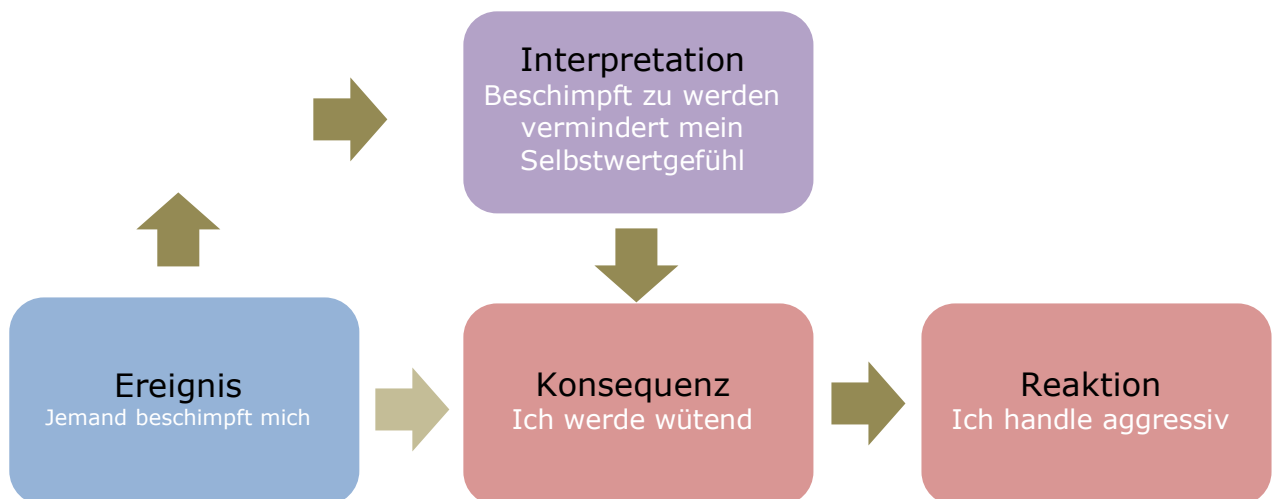 Interpretation
Beschimpft zu werden
vermindert mein
Selbstwertgefühl
Ereignis
Jemand beschimpft mich
Konsequenz
Ich werde wütend
Reaktion
Ich handle aggressiv